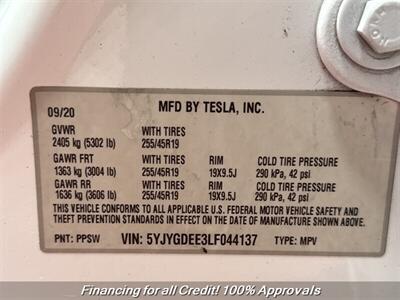 09/20 MFD BY TESLA, INC.
GVWR WITH TIRES
2405 kg (5302 lb) 255/45R19
GAWR FRT WITH TIRES RIM COLD TIRE PRESSURE
1363 kg (3004 lb) 255/45R19 19X9.5J 290 kPa, 42 psi
GAWR RR WITH TIRES RIM COLD TIRE PRESSURE
1636 kg (3606 lb) 255/45R19 19X9.5J 290 kPa, 42 psi
THIS VEHICLE CONFORMS TO ALL APPLICABLE U.S. FEDERAL MOTOR VEHICLE SAFETY
AND THEFT PREVENTION STANDARDS IN EFFECT ON THE DATE OF MANUFACTURE SHOWN ABOVE.
PNT: PPSW VIN: 5YJYGDEE3LF044137 TYPE: MPV
Financing for all Credit! 100% Approvals